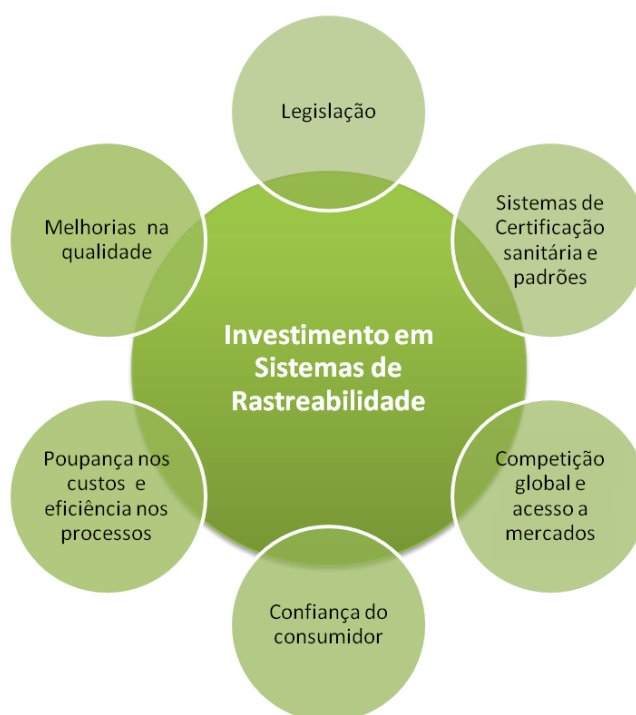 Legislação
Sistemas de
Certificação
sanitária e
padrões
Competição
global e
acesso a
mercados
Confiança do
consumidor
Poupança nos
custos e
eficiência nos
processos
Melhorias na
qualidade
Investimento em
Sistemas de
Rastreabilidade